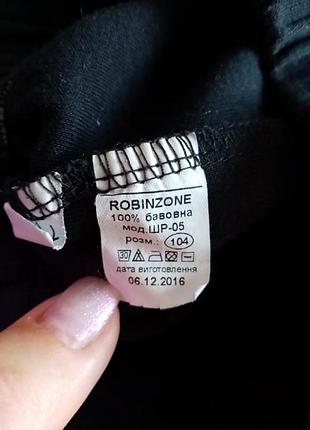 ROBINZONE
100% бавовна
мод.ШР-05
розм.: 104
30
дата виготовлення
06.12.2016